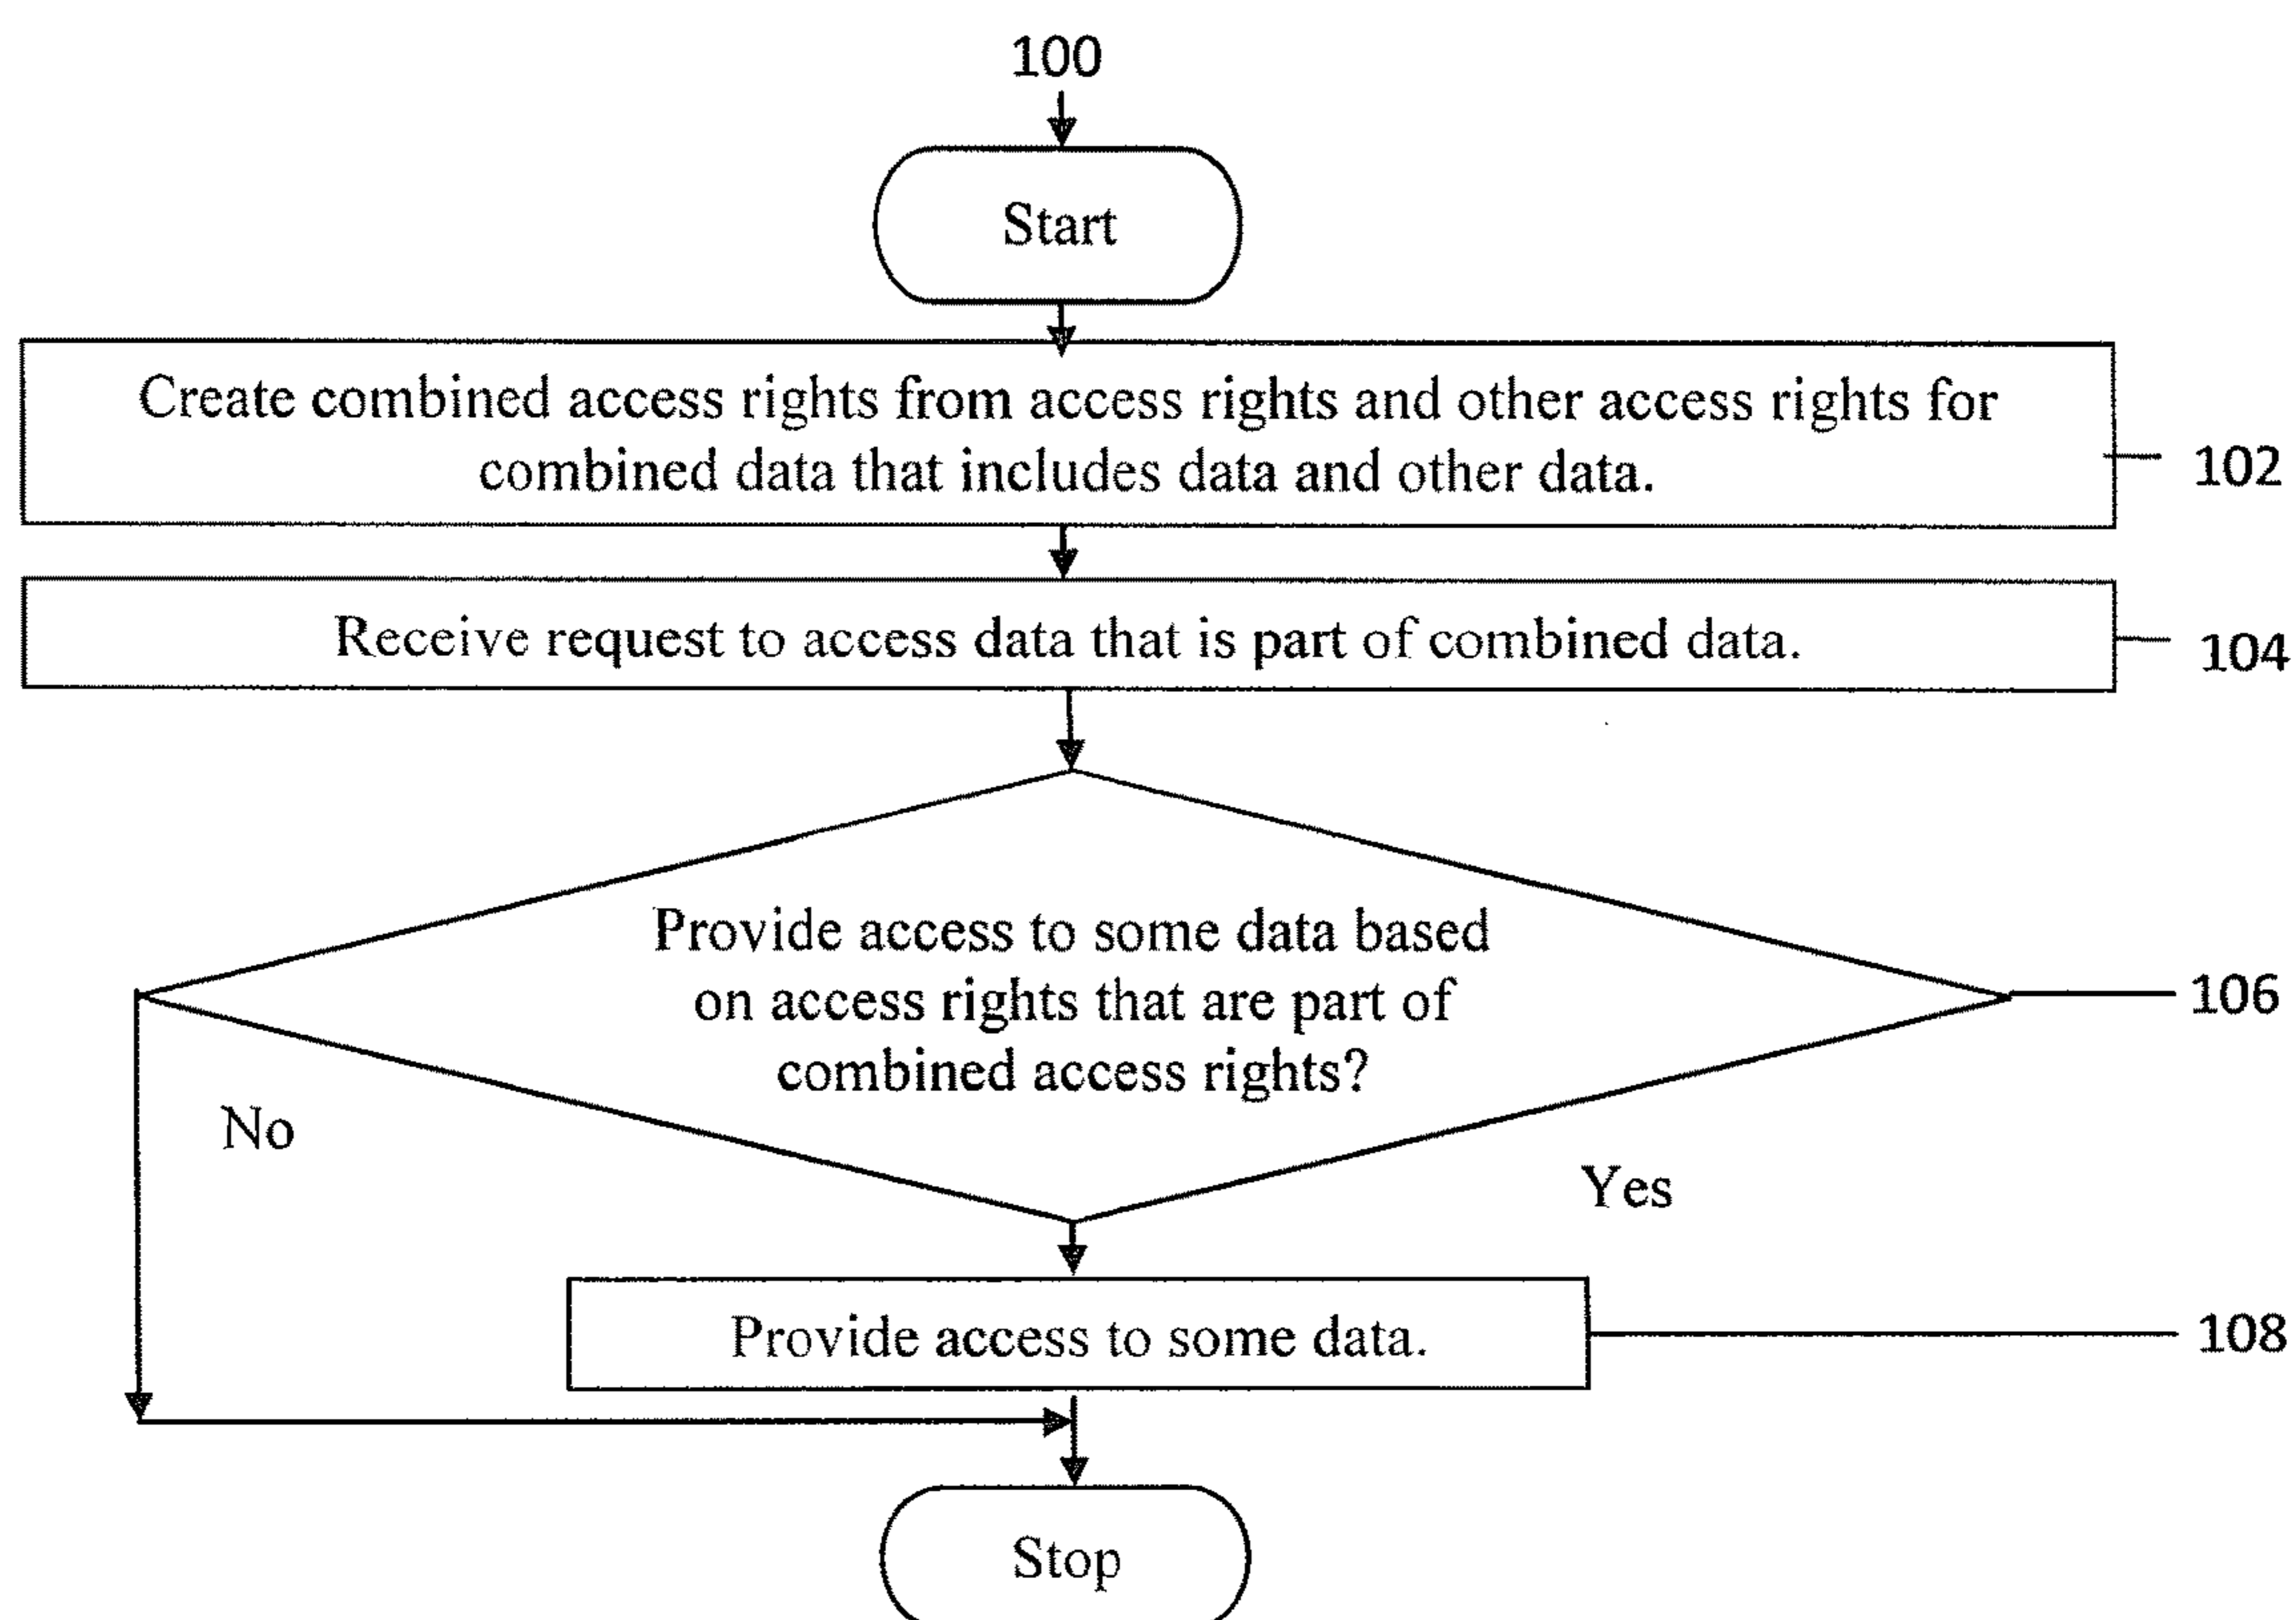 100
Start
Create combined access rights from access rights and other access rights for
combined data that includes data and other data.
102
Receive request to access data that is part of combined data.
104
Provide access to some data based
on access rights that are part of
combined access rights?
106
No
Yes
Provide access to some data.
108
Stop